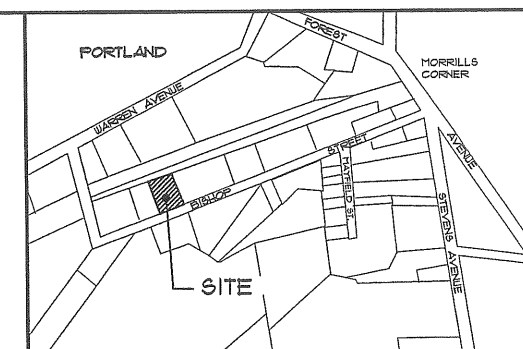 FOREST
PORTLAND
MORRILLS
CORNER
WARREN AVENUE
AVENUE
BISHOP STREET
MAYFIELD ST.
STEVENS AVENUE
SITE